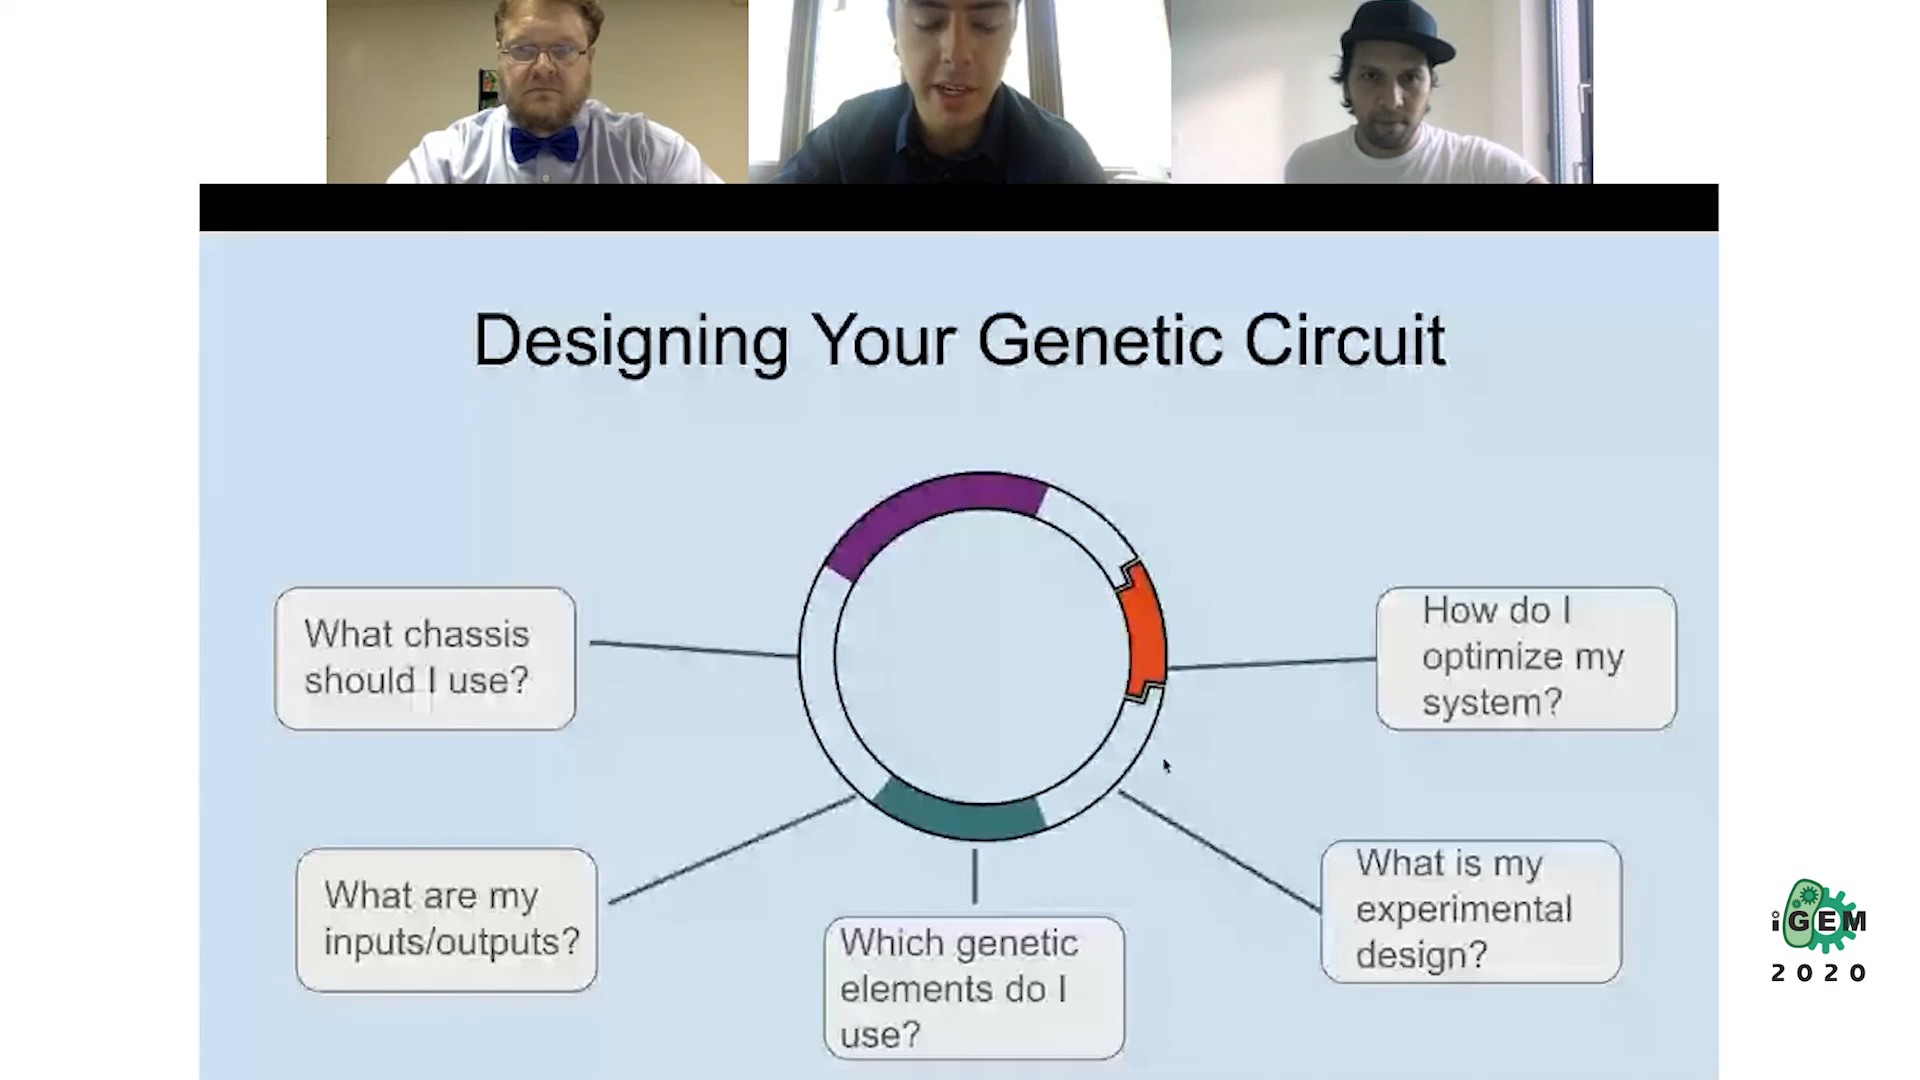 Designing Your Genetic Circuit
What chassis
should I use?
How do I
optimize my
system?
What are my
inputs/outputs?
Which genetic
elements do I
use?
What is my
experimental
design?
iGEM
2020